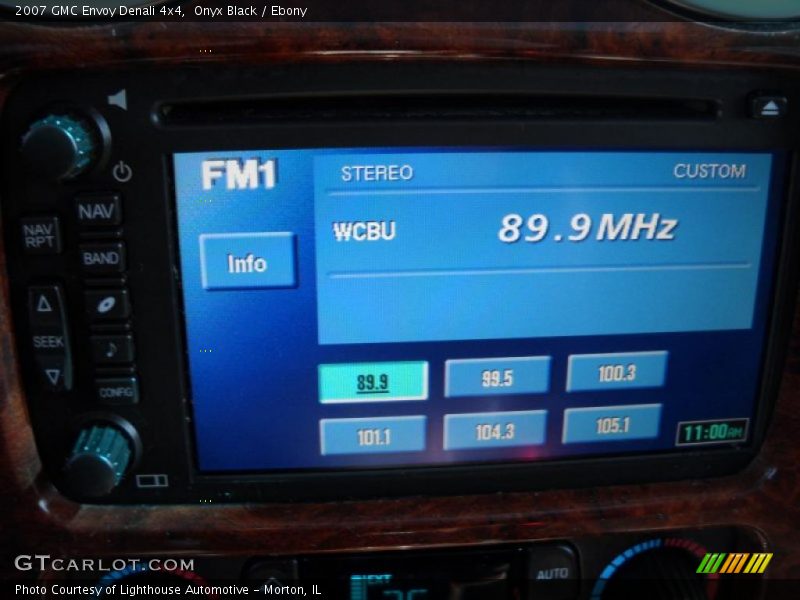 2007 GMC Envoy Denali 4x4, Onyx Black / Ebony
FM1
STEREO
CUSTOM
WCBU
89.9 MHz
Info
NAV
NAV RPT
BAND
SEEK
CONFIG
89.9
99.5
100.3
101.1
104.3
105.1
11:00AM
AUTO
GTCARLOT.COM
Photo Courtesy of Lighthouse Automotive - Morton, IL